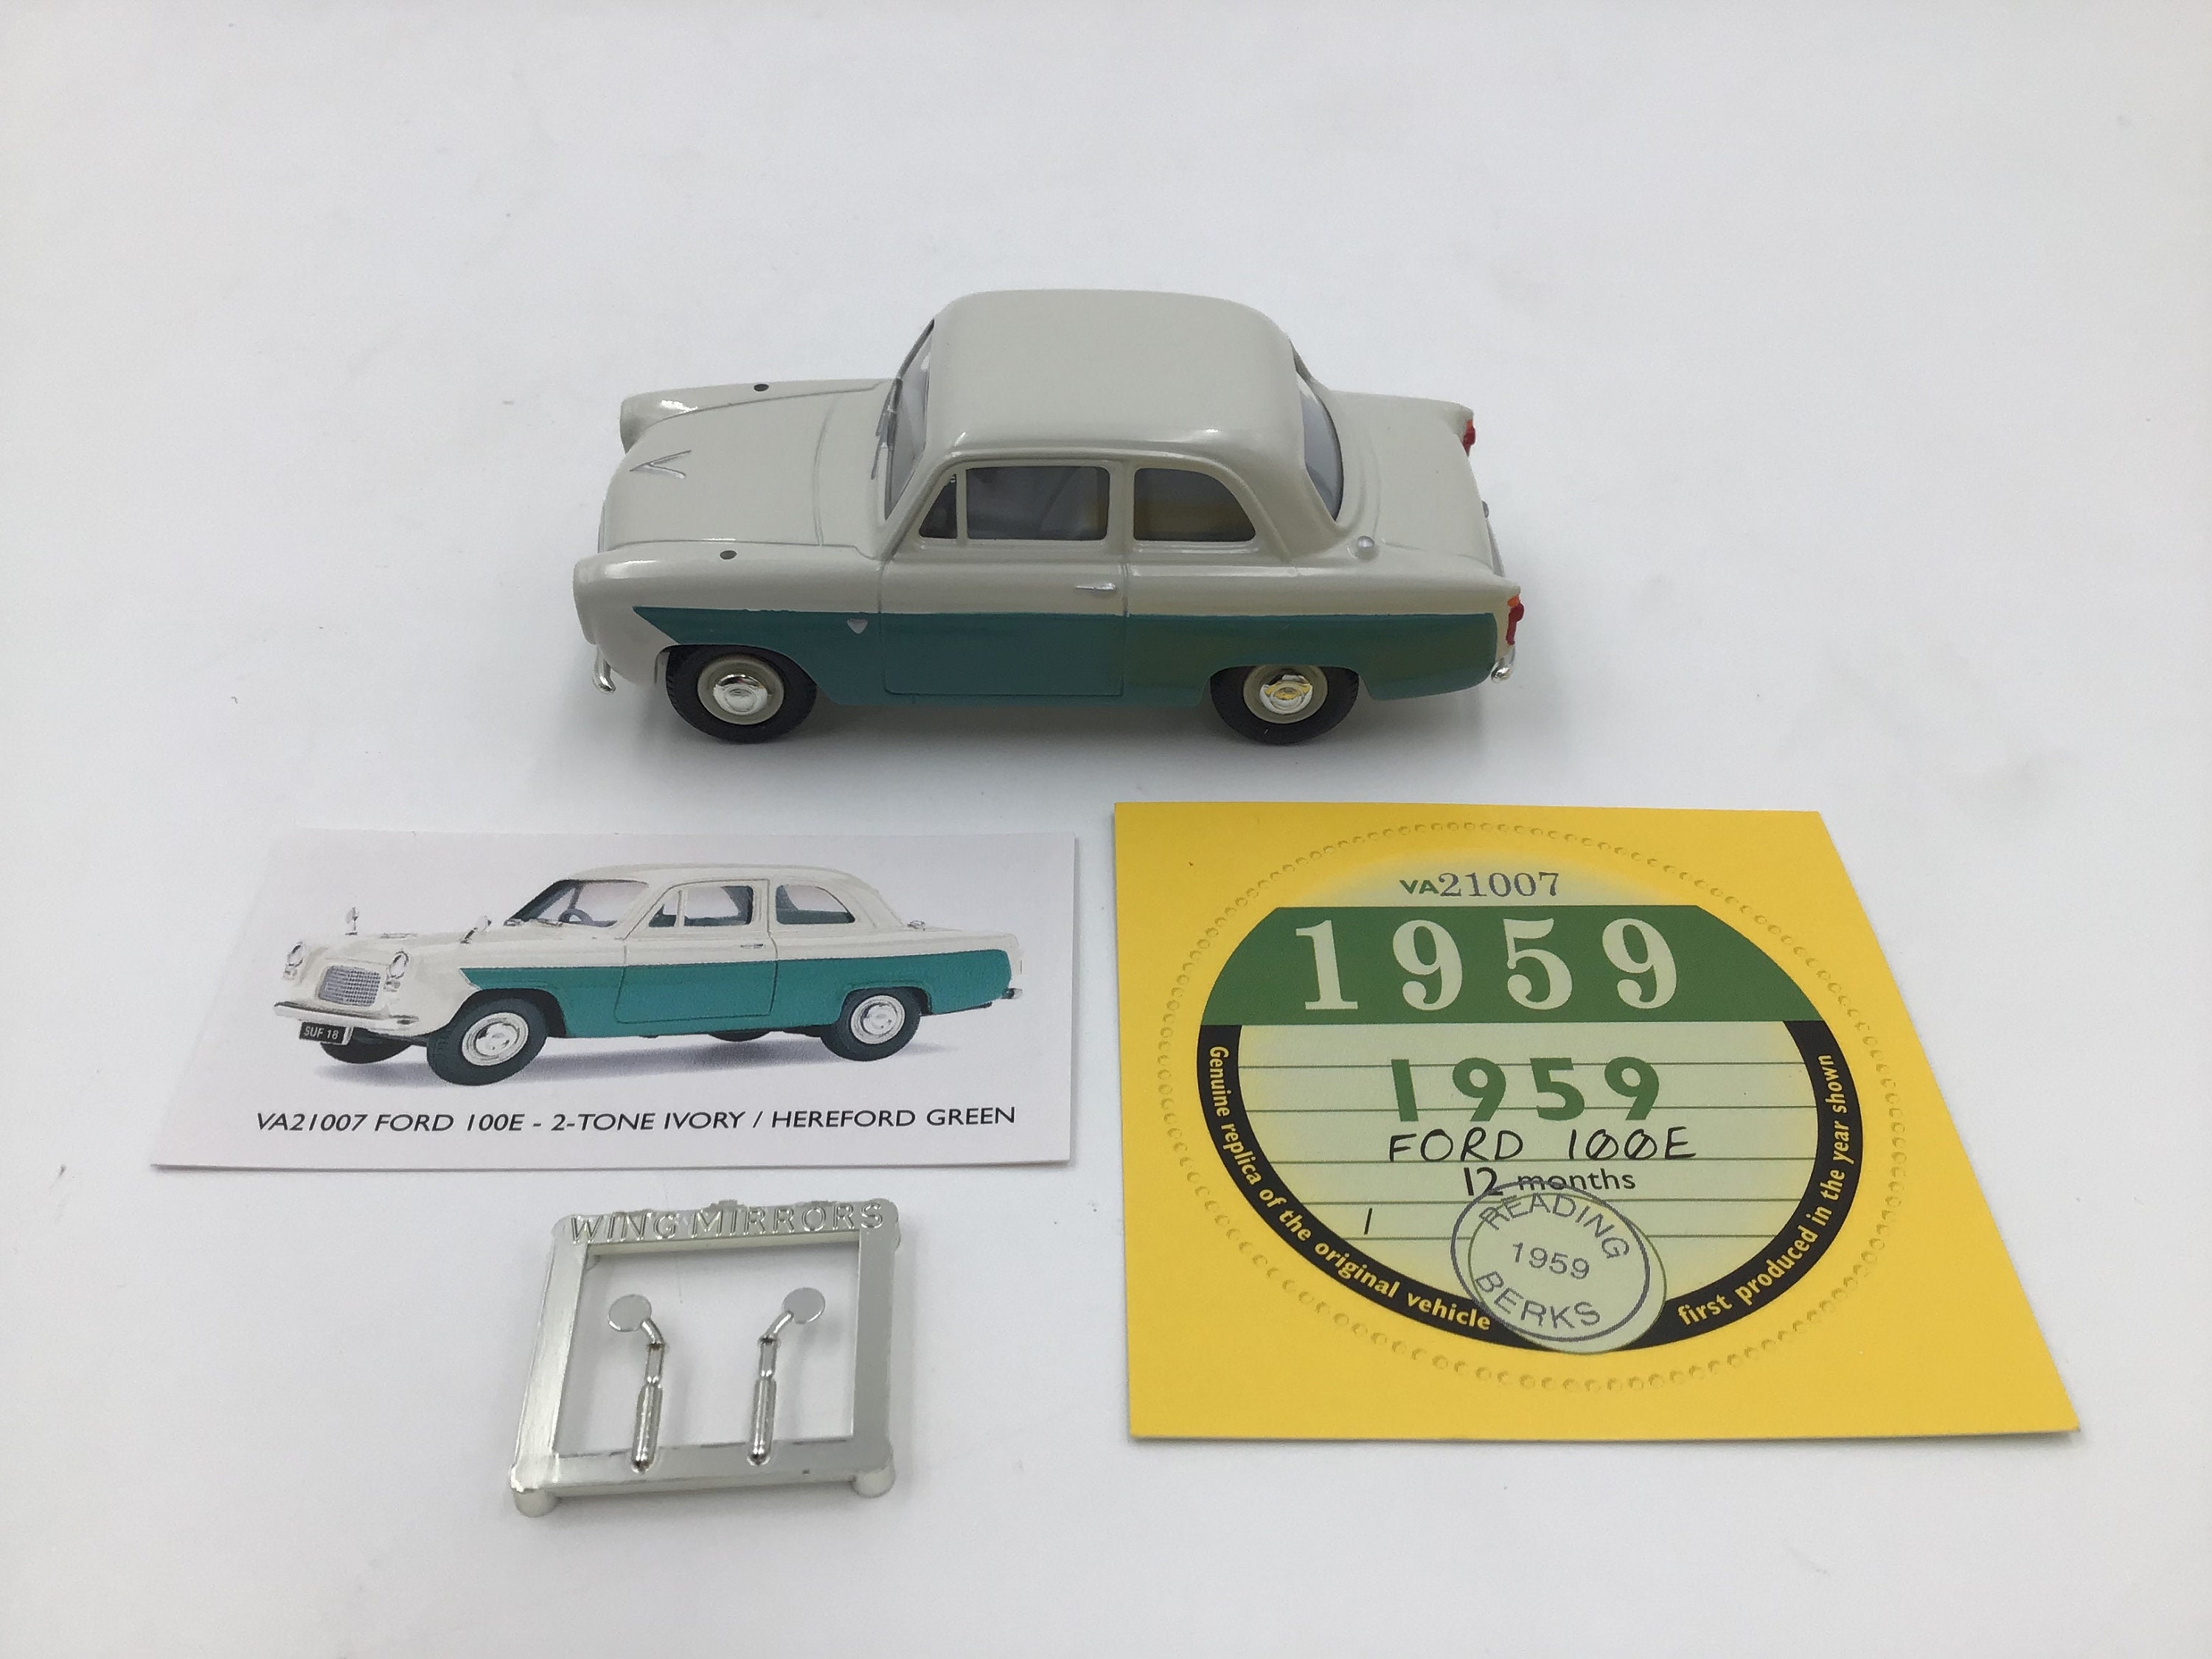 SUF 18
VA21007 FORD 100E - 2-TONE IVORY / HEREFORD GREEN
WING MIRRORS
VA21007
1959
1959
FORD 100E
12 months
1
READING
1959
BERKS
Genuine replica of the original vehicle
first produced in the year shown